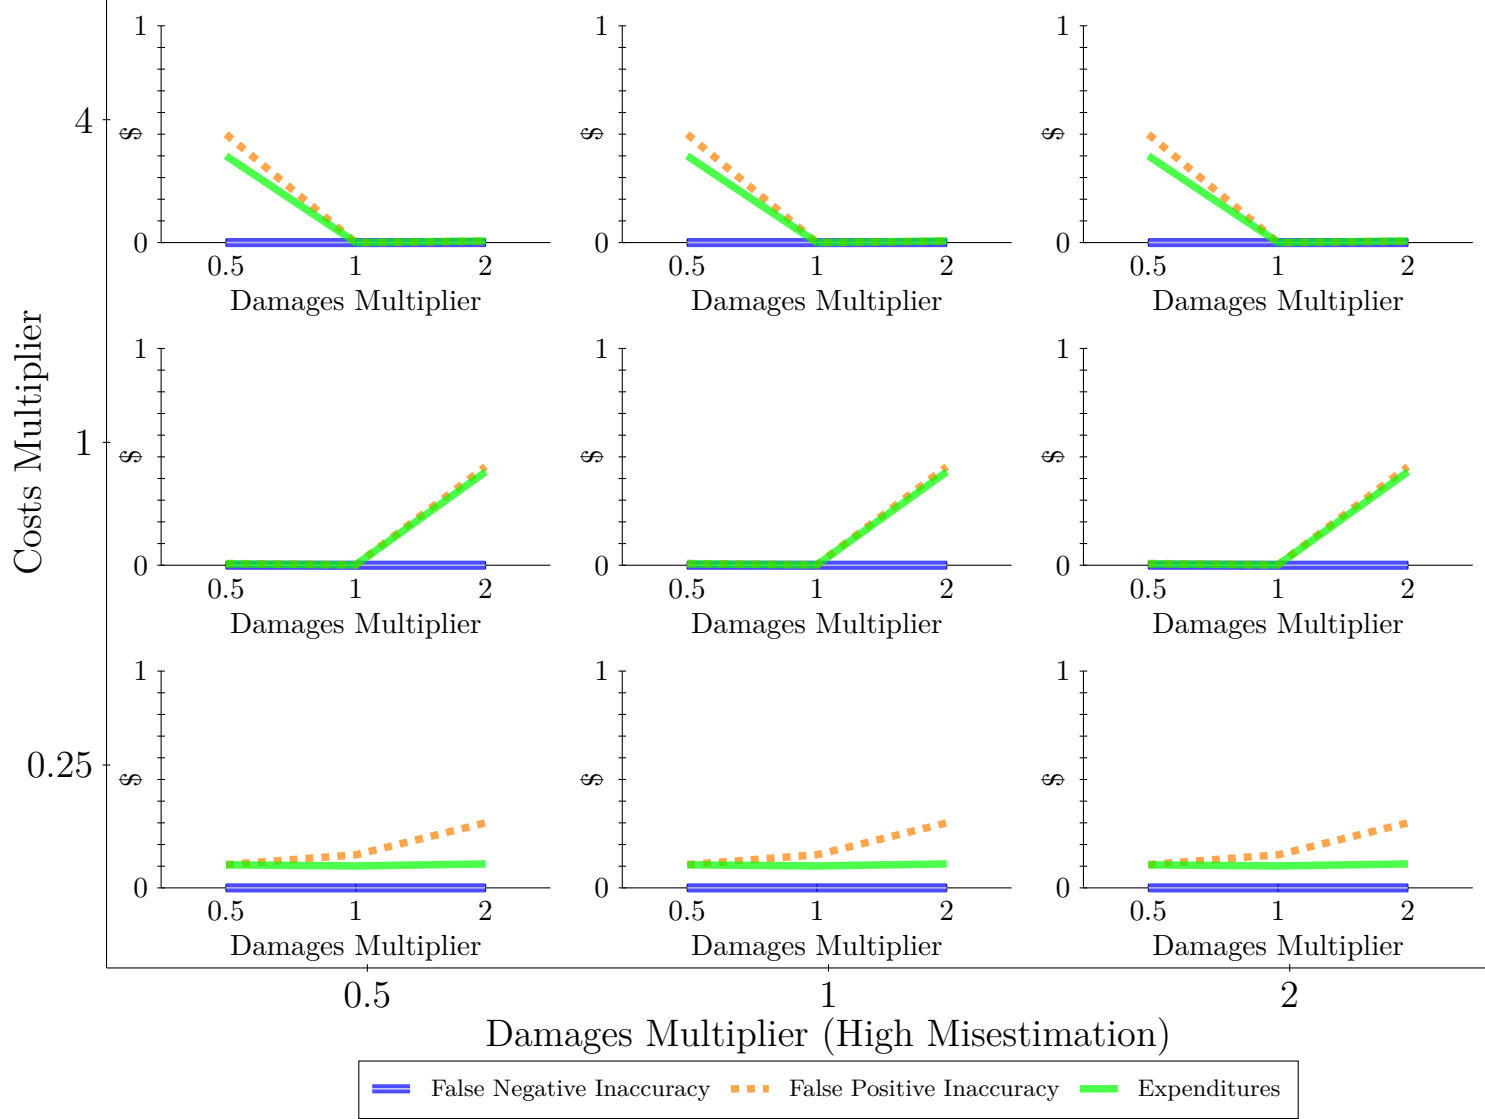 1
$
0
0.5 1 2
Damages Multiplier
1
$
0
0.5 1 2
Damages Multiplier
1
$
0
0.5 1 2
Damages Multiplier
4
1
$
0
0.5 1 2
Damages Multiplier
1
$
0
0.5 1 2
Damages Multiplier
1
$
0
0.5 1 2
Damages Multiplier
1
Costs Multiplier
1
$
0
0.5 1 2
Damages Multiplier
1
$
0
0.5 1 2
Damages Multiplier
1
$
0
0.5 1 2
Damages Multiplier
0.25
0.5 1 2
Damages Multiplier (High Misestimation)
False Negative Inaccuracy False Positive Inaccuracy Expenditures